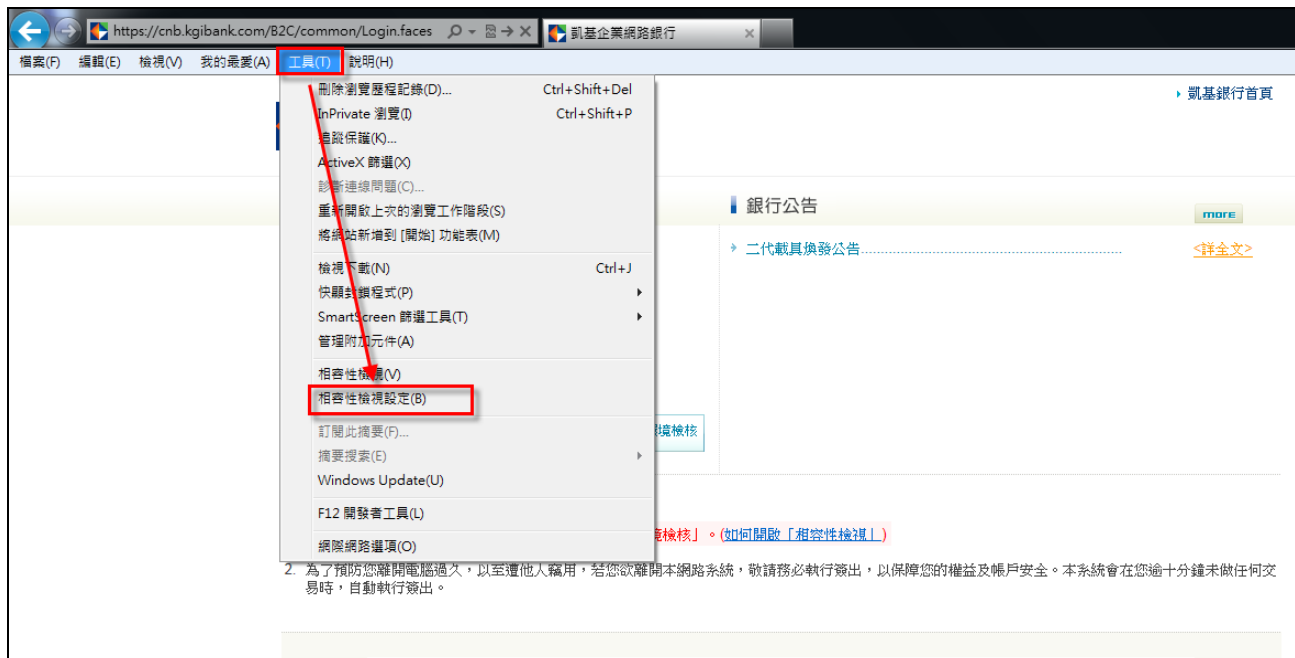 https://cnb.kgibank.com/B2C/common/Login.faces
凱基企業網路銀行
檔案(F) 編輯(E) 檢視(V) 我的最愛(A) 工具(T) 說明(H)
刪除瀏覽歷程記錄(D)... Ctrl+Shift+Del
InPrivate 瀏覽(I) Ctrl+Shift+P
追蹤保護(K)...
ActiveX 篩選(X)
診斷連線問題(C)...
重新開啟上次的瀏覽工作階段(S)
將網站新增到 [開始] 功能表(M)
檢視下載(N) Ctrl+J
快顯封鎖程式(P)
SmartScreen 篩選工具(T)
管理附加元件(A)
相容性檢視(V)
相容性檢視設定(B)
訂閱此摘要(F)...
摘要搜索(E)
Windows Update(U)
F12 開發者工具(L)
網際網路選項(O)
凱基銀行首頁
銀行公告
more
二代載具換發公告
<詳全文>
境檢核
檢核」。(如何開啟「相容性檢視」)
2. 為了預防您離開電腦過久，以至遭他人竊用，若您欲離開本網路系統，敬請務必執行簽出，以保障您的權益及帳戶安全。本系統會在您逾十分鐘未做任何交
易時，自動執行簽出。